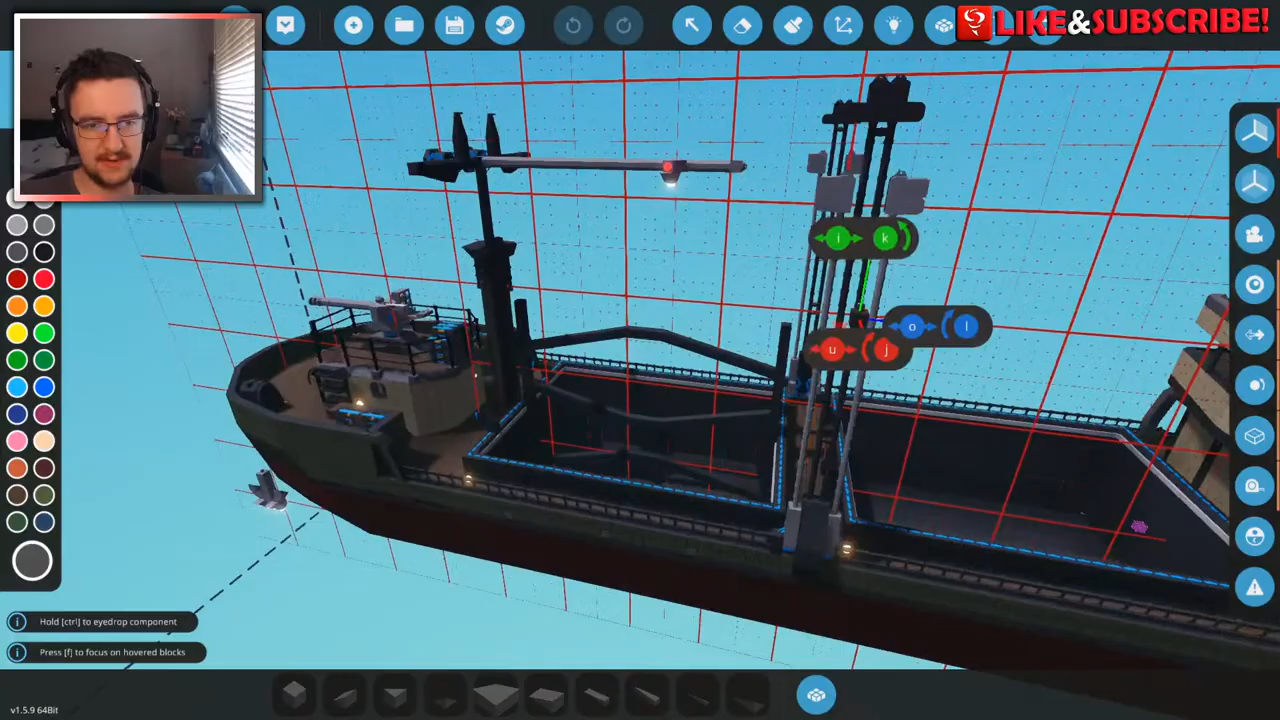 LIKE&SUBSCRIBE!
i k
o l
u j
Hold [ctrl] to eyedrop component
Press [f] to focus on hovered blocks
v1.5.9 64Bit